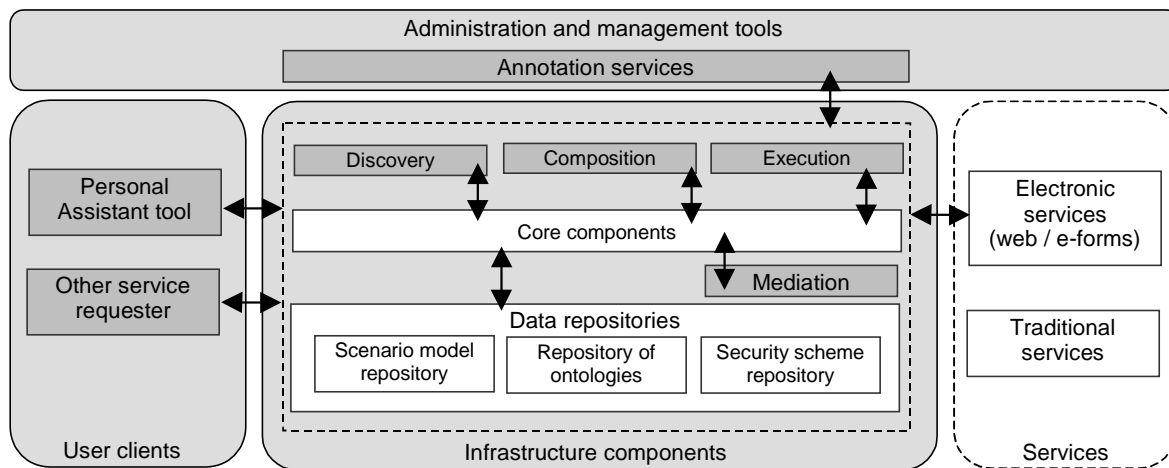 Administration and management tools
Annotation services
Personal
Assistant tool
Other service
requester
User clients
Discovery
Composition
Execution
Core components
Mediation
Data repositories
Scenario model
repository
Repository of
ontologies
Security scheme
repository
Infrastructure components
Electronic
services
(web / e-forms)
Traditional
services
Services